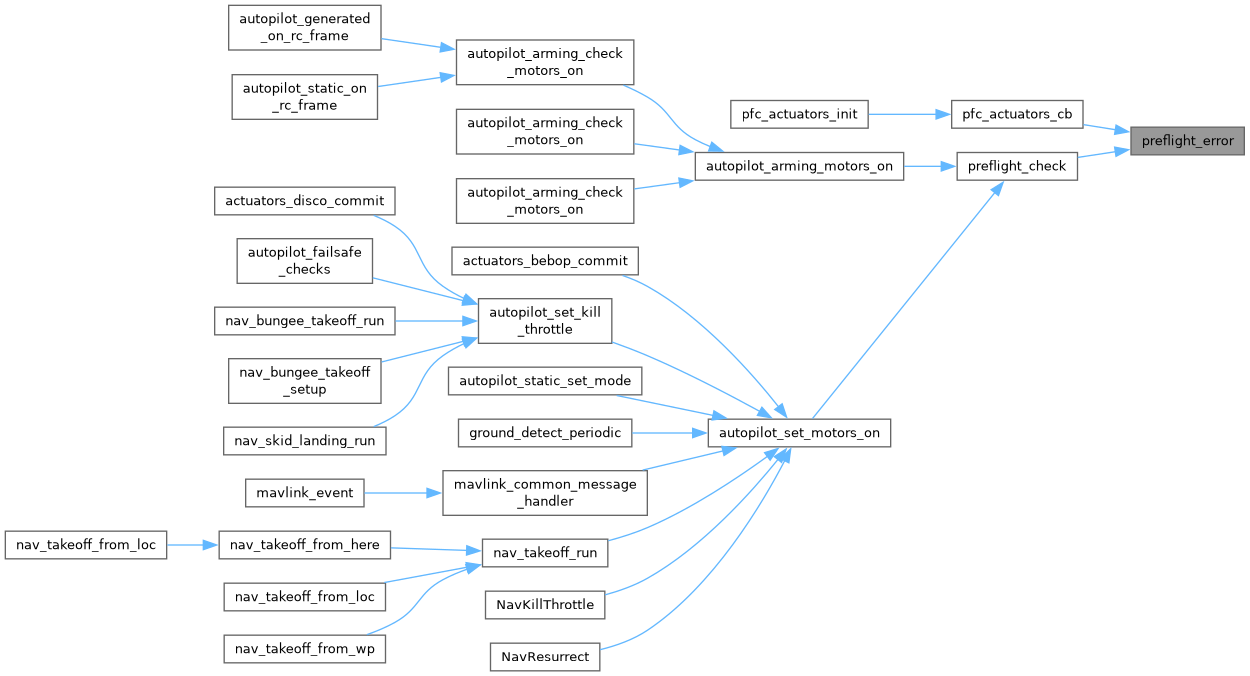 autopilot_generated
_on_rc_frame
autopilot_static_on
_rc_frame
autopilot_arming_check
_motors_on
autopilot_arming_check
_motors_on
autopilot_arming_check
_motors_on
pfc_actuators_init
pfc_actuators_cb
preflight_error
autopilot_arming_motors_on
preflight_check
actuators_disco_commit
autopilot_failsafe
_checks
nav_bungee_takeoff_run
nav_bungee_takeoff
_setup
nav_skid_landing_run
actuators_bebop_commit
autopilot_set_kill
_throttle
autopilot_static_set_mode
ground_detect_periodic
autopilot_set_motors_on
mavlink_event
mavlink_common_message
_handler
nav_takeoff_from_loc
nav_takeoff_from_here
nav_takeoff_run
nav_takeoff_from_loc
nav_takeoff_from_wp
NavKillThrottle
NavResurrect